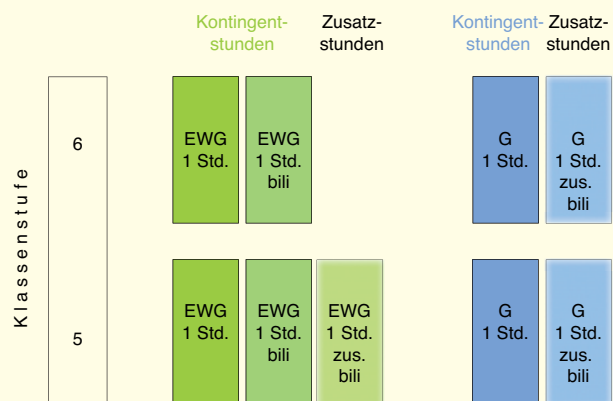 Kontingent-
stunden
Zusatz-
stunden
Kontingent-
stunden
Zusatz-
stunden
Klassenstufe
6
EWG
1 Std.
EWG
1 Std.
bili
G
1 Std.
G
1 Std.
zus.
bili
5
EWG
1 Std.
EWG
1 Std.
bili
EWG
1 Std.
zus.
bili
G
1 Std.
G
1 Std.
zus.
bili